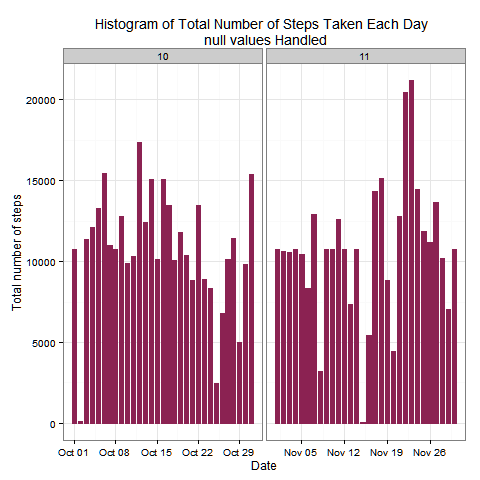 Histogram of Total Number of Steps Taken Each Day
null values Handled
10 11
Total number of steps
20000
15000
10000
5000
0
Oct 01 Oct 08 Oct 15 Oct 22 Oct 29 Nov 05 Nov 12 Nov 19 Nov 26
Date